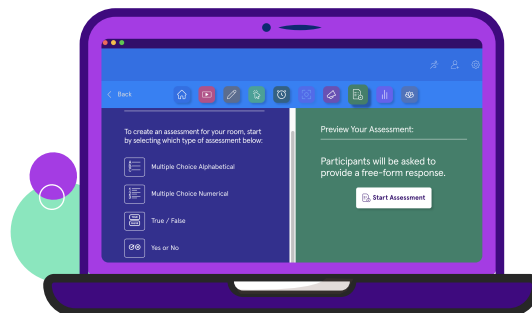 Back
To create an assessment for your room, start
by selecting which type of assessment below:
Multiple Choice Alphabetical
Multiple Choice Numerical
True / False
Yes or No
Preview Your Assessment:
Participants will be asked to
provide a free-form response.
Start Assessment